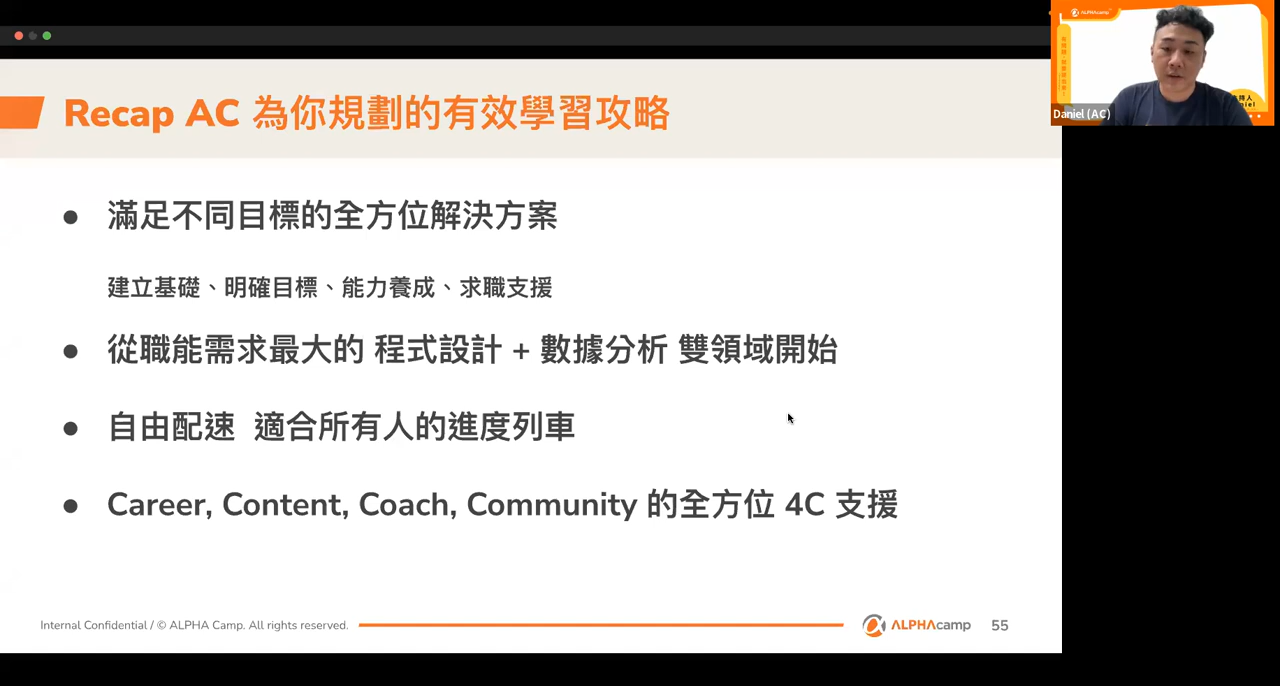 Recap AC 為你規劃的有效學習攻略
● 滿足不同目標的全方位解決方案
建立基礎、明確目標、能力養成、求職支援
● 從職能需求最大的 程式設計 + 數據分析 雙領域開始
● 自由配速 適合所有人的進度列車
● Career, Content, Coach, Community 的全方位 4C 支援
Internal Confidential / © ALPHA Camp. All rights reserved.
ALPHAcamp
55
ALPHAcamp
Daniel (AC)